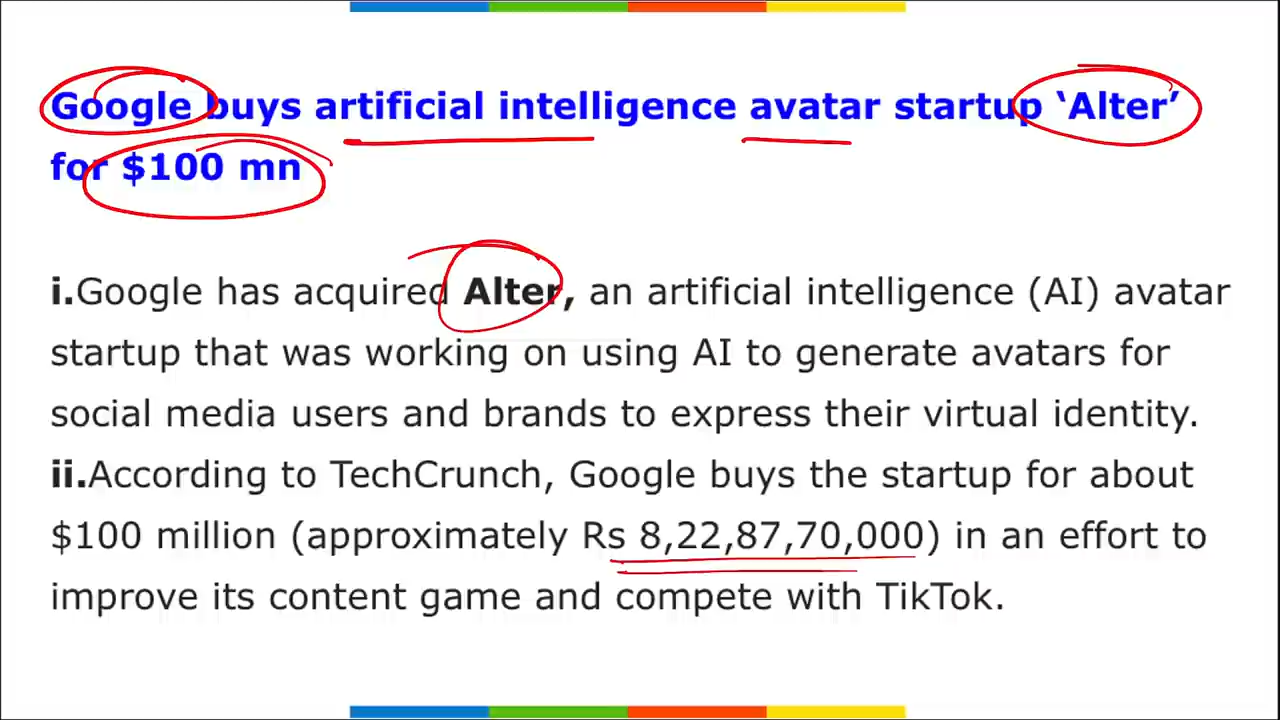 Google buys artificial intelligence avatar startup ‘Alter’
for $100 mn
i.Google has acquired Alter, an artificial intelligence (AI) avatar
startup that was working on using AI to generate avatars for
social media users and brands to express their virtual identity.
ii.According to TechCrunch, Google buys the startup for about
$100 million (approximately Rs 8,22,87,70,000) in an effort to
improve its content game and compete with TikTok.